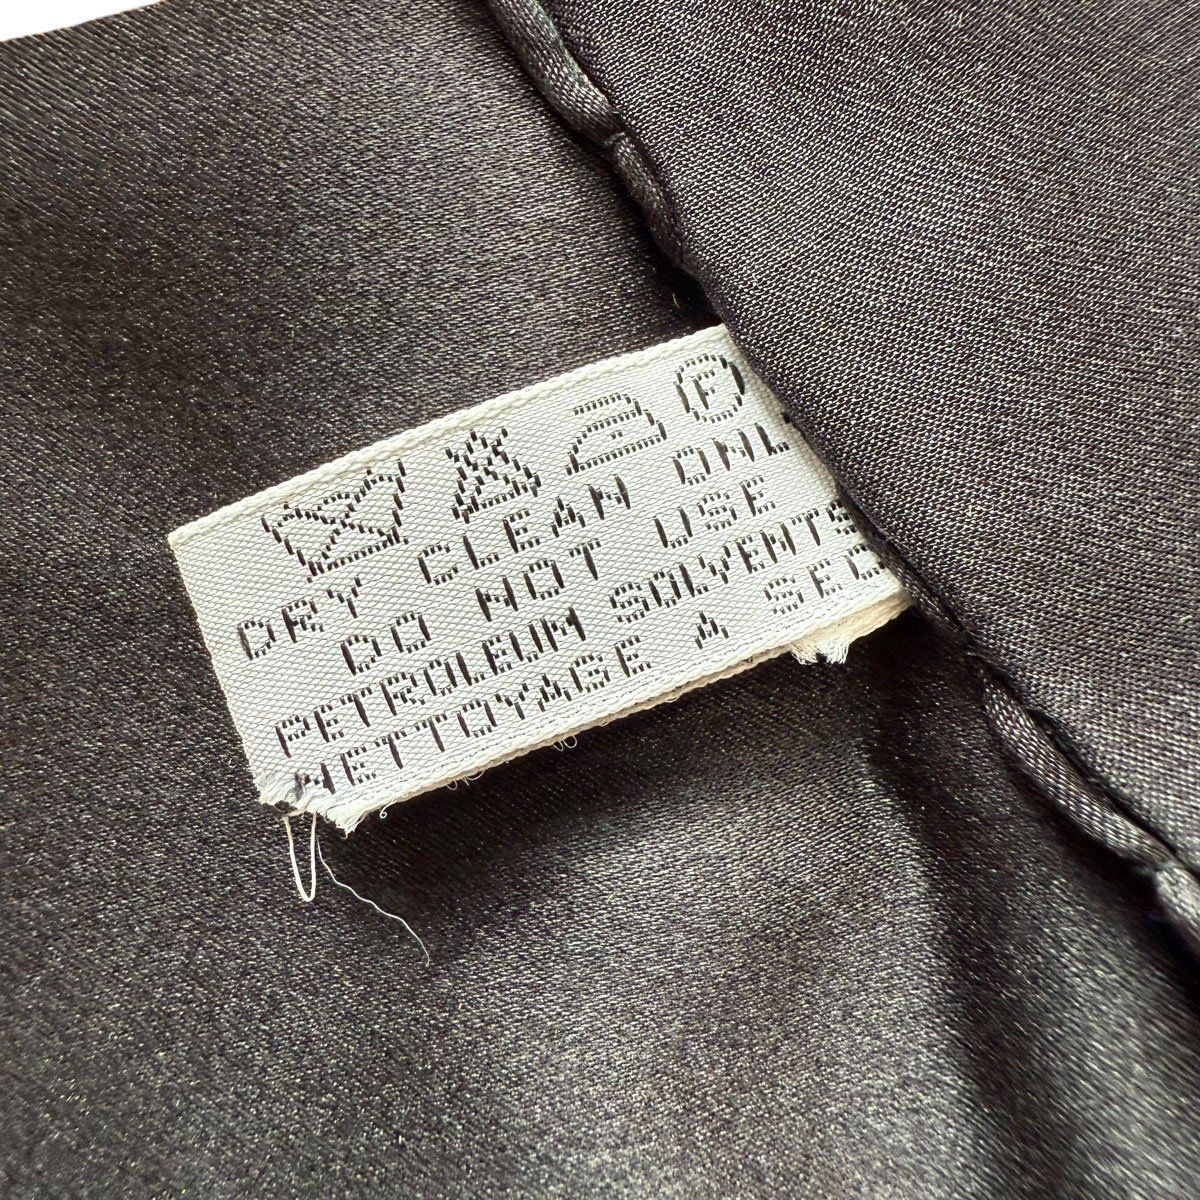 F
DRY CLEAN ONL
DO NOT USE
PETROLEUM SOLVENTS
NETTOYAGE A SEC